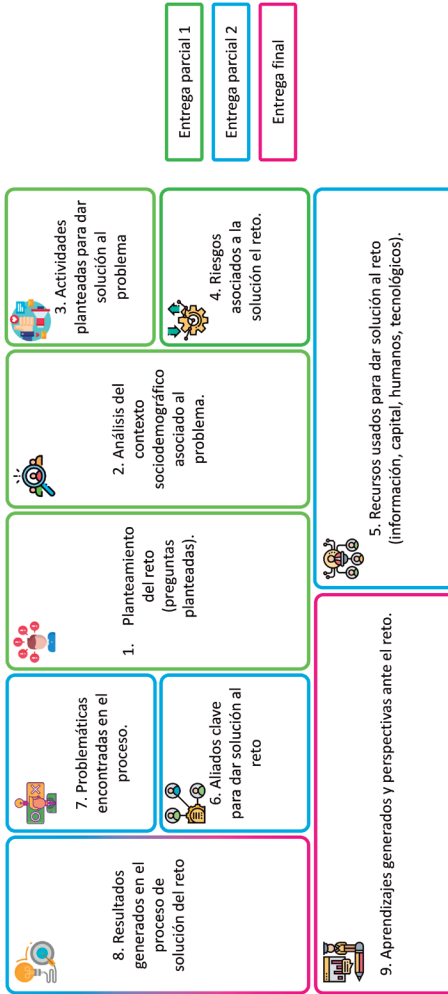 8. Resultados
generados en el
proceso de
solución del reto
7. Problemáticas
encontradas en el
proceso.
6. Aliados clave
para dar solución al
reto
1. Planteamiento
del reto
(preguntas
planteadas).
2. Análisis del
contexto
sociodemográfico
asociado al
problema.
3. Actividades
planteadas para dar
solución al
problema
4. Riesgos
asociados a la
solución el reto.
9. Aprendizajes generados y perspectivas ante el reto.
5. Recursos usados para dar solución al reto
(información, capital, humanos, tecnológicos).
Entrega parcial 1
Entrega parcial 2
Entrega final